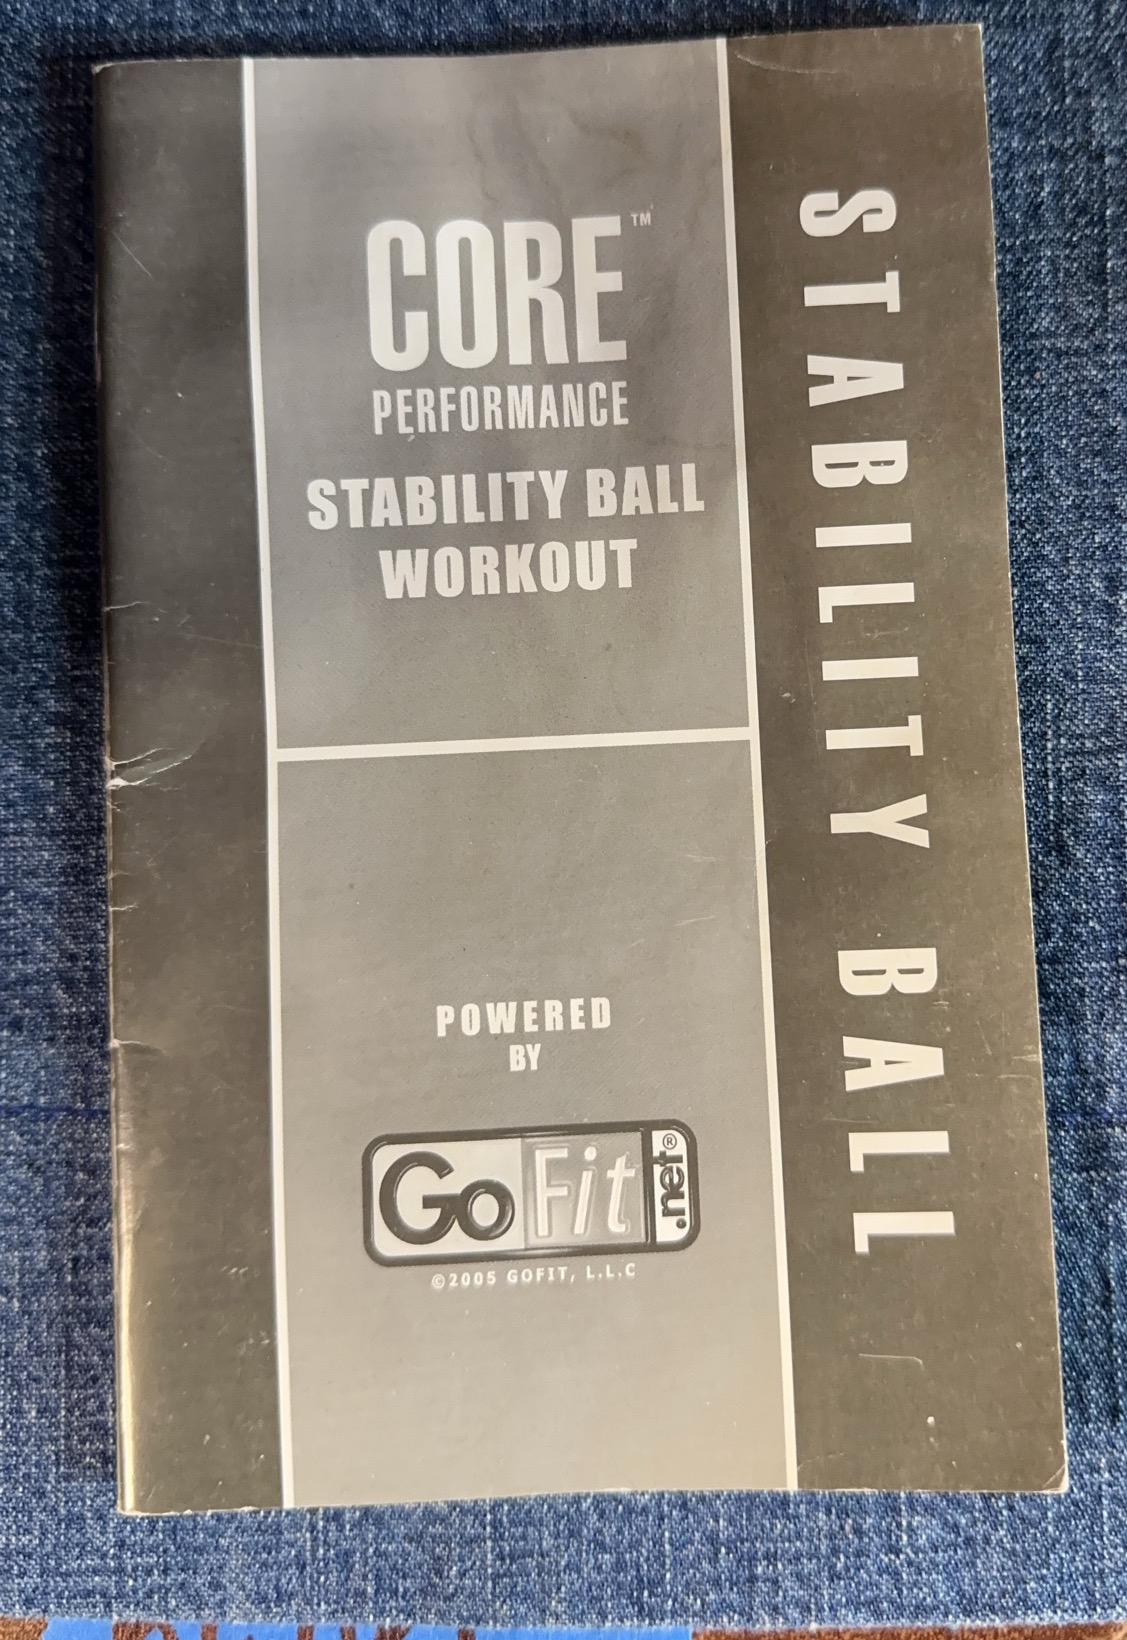 CORE™
PERFORMANCE
STABILITY BALL
WORKOUT
POWERED
BY
GoFit.net®
©2005 GOFIT, L.L.C
STABILITY BALL